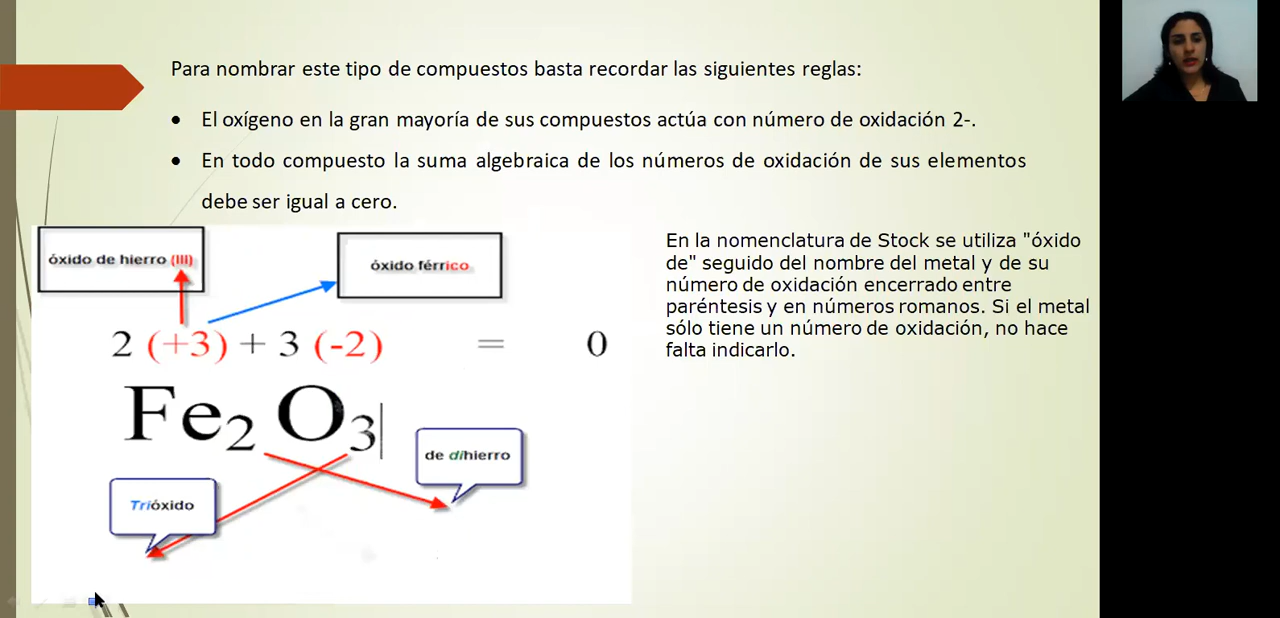 Para nombrar este tipo de compuestos basta recordar las siguientes reglas:
• El oxígeno en la gran mayoría de sus compuestos actúa con número de oxidación 2-.
• En todo compuesto la suma algebraica de los números de oxidación de sus elementos
debe ser igual a cero.
óxido de hierro (III)
óxido férrico
2 (+3) + 3 (-2) = 0
Fe₂ O₃
de dihierro
Trióxido
En la nomenclatura de Stock se utiliza "óxido
de" seguido del nombre del metal y de su
número de oxidación encerrado entre
paréntesis y en números romanos. Si el metal
sólo tiene un número de oxidación, no hace
falta indicarlo.